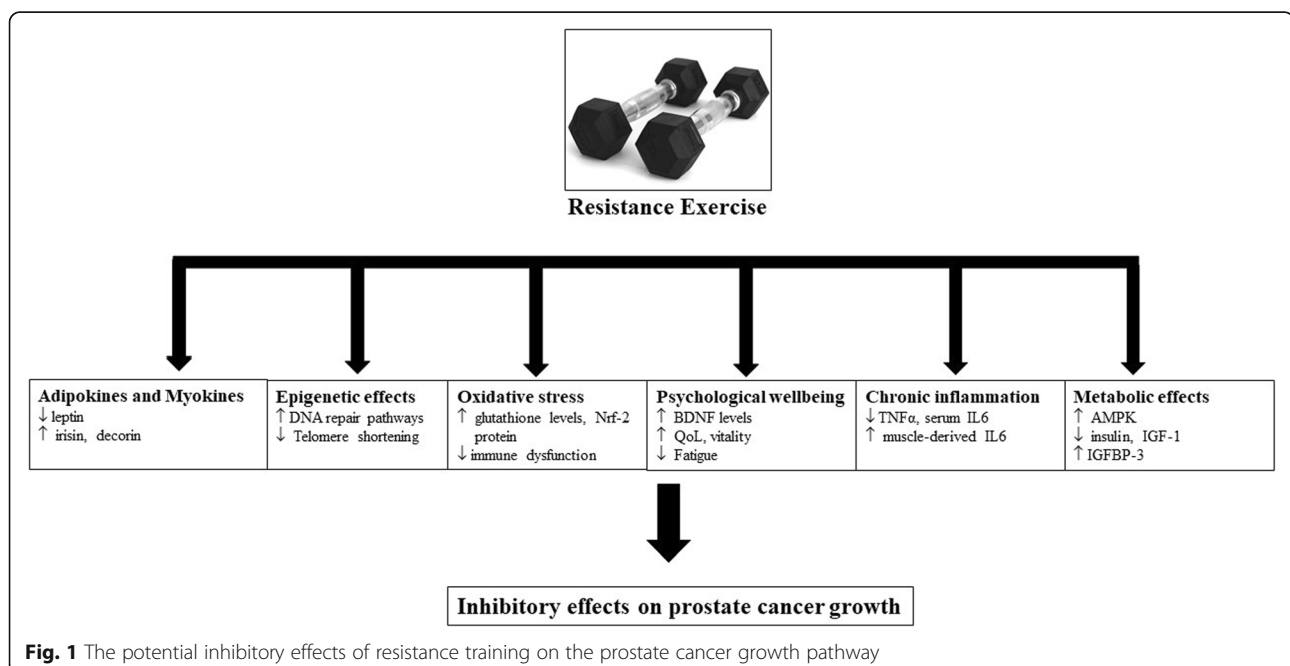 Resistance Exercise
Adipokines and Myokines
↓ leptin
↑ irisin, decorin
Epigenetic effects
↑ DNA repair pathways
↓ Telomere shortening
Oxidative stress
↑ glutathione levels, Nrf-2
protein
↓ immune dysfunction
Psychological wellbeing
↑ BDNF levels
↑ QoL, vitality
↓ Fatigue
Chronic inflammation
↓ TNFα, serum IL6
↑ muscle-derived IL6
Metabolic effects
↑ AMPK
↓ insulin, IGF-1
↑ IGFBP-3
Inhibitory effects on prostate cancer growth
Fig. 1 The potential inhibitory effects of resistance training on the prostate cancer growth pathway